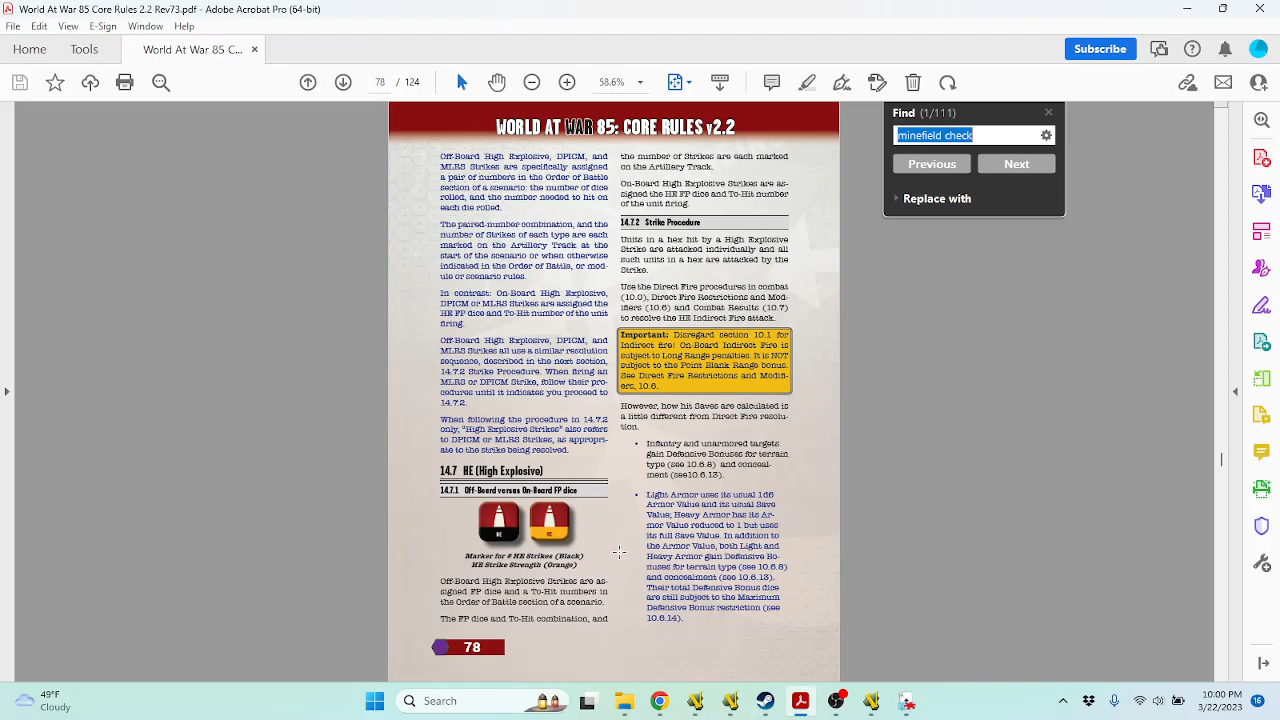 World At War 85 Core Rules 2.2 Rev73.pdf - Adobe Acrobat Pro (64-bit)
File Edit View E-Sign Window Help
Home Tools World At War 85 C... × Subscribe
78 / 124 58.6%
Find (1/111)
minefield check
Previous Next
Replace with
WORLD AT WAR 85: CORE RULES v2.2
Off-Board High Explosive, DPICM, and
MLRS Strikes are specifically assigned
a pair of numbers in the Order of Battle
section of a scenario: the number of dice
rolled, and the number needed to hit on
each die rolled.
The paired-number combination, and the
number of Strikes of each type are each
marked on the Artillery Track at the
start of the scenario or when otherwise
indicated in the Order of Battle, or mod-
ule or scenario rules.
In contrast: On-Board High Explosive,
DPICM or MLRS Strikes are assigned the
HE FP dice and To-Hit number of the unit
firing.
Off-Board High Explosive, DPICM, and
MLRS Strikes all use a similar resolution
sequence, described in the next section,
14.7.2 Strike Procedure. When firing an
MLRS or DPICM Strike, follow their pro-
cedures until it indicates you proceed to
14.7.2.
When following the procedure in 14.7.2
only, "High Explosive Strikes" also refers
to DPICM or MLRS Strikes, as appropri-
ate to the strike being resolved.
14.7 HE (High Explosive)
14.7.1 Off-Board versus On-Board FP dice
HE HE
Marker for # HE Strikes (Black)
HE Strike Strength (Orange)
Off-Board High Explosive Strikes are as-
signed FP dice and a To-Hit numbers in
the Order of Battle section of a scenario.
The FP dice and To-Hit combination, and
78
the number of Strikes are each marked
on the Artillery Track.
On-Board High Explosive Strikes are as-
signed the HE FP dice and To-Hit number
of the unit firing.
14.7.2 Strike Procedure
Units in a hex hit by a High Explosive
Strike are attacked individually and all
such units in a hex are attacked by the
Strike.
Use the Direct Fire procedures in combat
(10.0), Direct Fire Restrictions and Mod-
ifiers (10.6) and Combat Results (10.7)
to resolve the HE Indirect Fire attack.
Important: Disregard section 10.1 for
Indirect fire! On-Board Indirect Fire is
subject to Long Range penalties. It is NOT
subject to the Point Blank Range bonus.
See Direct Fire Restrictions and Modifi-
ers, 10.6.
However, how hit Saves are calculated is
a little different from Direct Fire resolu-
tion.
• Infantry and unarmored targets
gain Defensive Bonuses for terrain
type (see 10.6.8) and conceal-
ment (see10.6.13).
• Light Armor uses its usual 1d6
Armor Value and its usual Save
Value; Heavy Armor has its Ar-
mor Value reduced to 1 but uses
its full Save Value. In addition to
the Armor Value, both Light and
Heavy Armor gain Defensive Bo-
nuses for terrain type (see 10.6.8)
and concealment (see 10.6.13).
Their total Defensive Bonus dice
are still subject to the Maximum
Defensive Bonus restriction (see
10.6.14).
49°F
Cloudy
Search
10:00 PM
3/22/2023
16